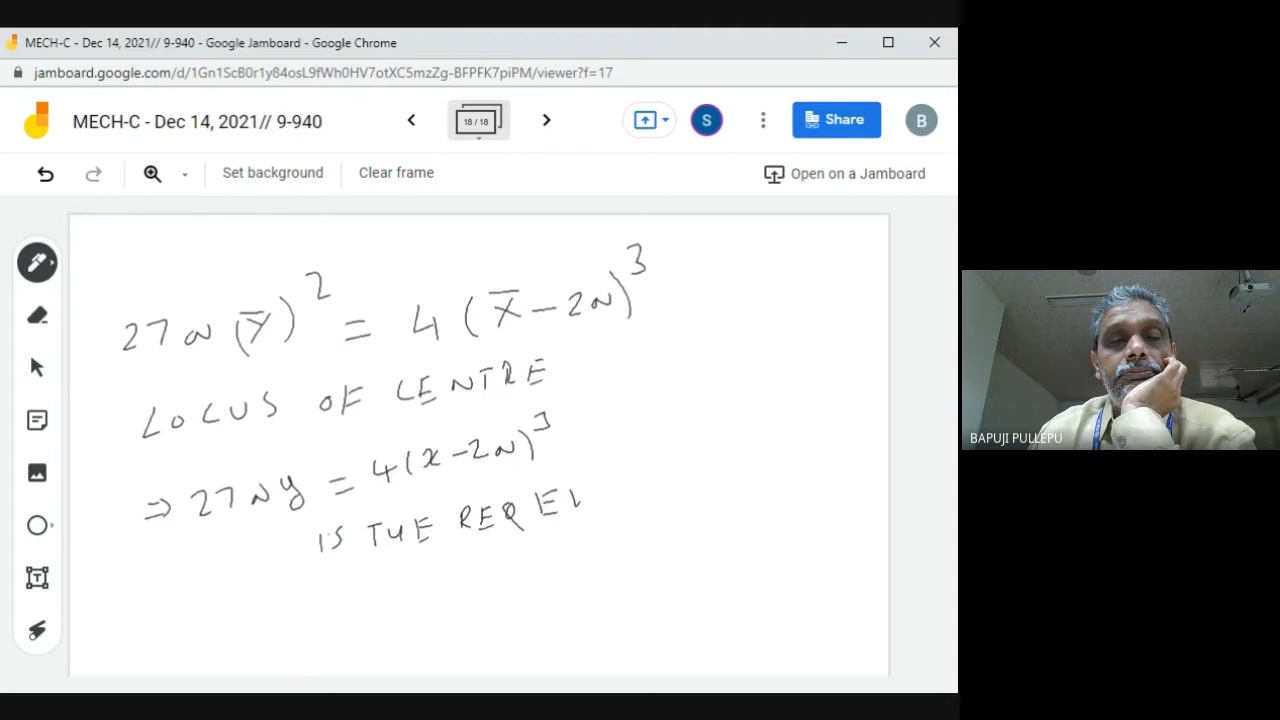 MECH-C - Dec 14, 2021// 9-940 - Google Jamboard - Google Chrome
jamboard.google.com/d/1Gn1ScB0r1y84osL9fWh0HV7otXC5mzZg-BFPFK7piPM/viewer?f=17
MECH-C - Dec 14, 2021// 9-940
18 / 18
S
Share
B
Set background
Clear frame
Open on a Jamboard
27a(ȳ)² = 4(x̄-2a)³
LOCUS OF CENTRE
⇒ 27ay = 4(x-2a)³
IS THE REQ EV
BAPUJI PULLEPU